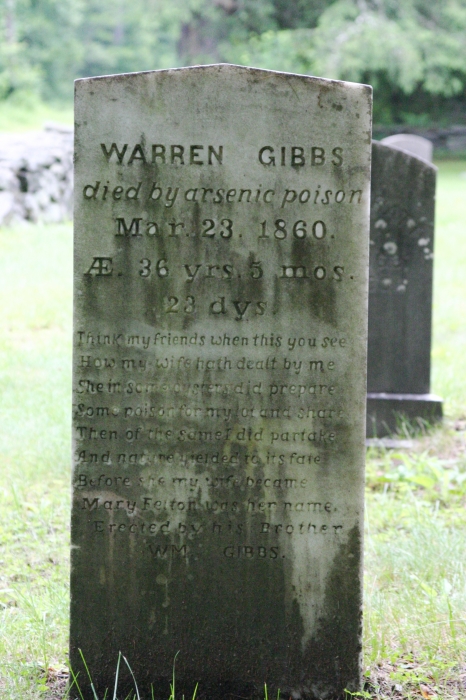 WARREN GIBBS
died by arsenic poison
Mar. 23. 1860.
Æ. 36 yrs. 5 mos.
23 dys.
Think my friends when this you see
How my wife hath dealt by me
She in some oysters did prepare
Some poison for my lot and share
Then of the same I did partake
And nature yielded to its fate
Before she my wife became
Mary Felton was her name.
Erected by his Brother
WM. GIBBS.